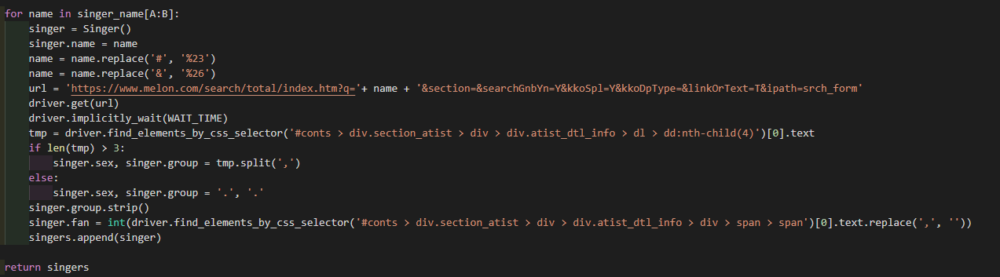 for name in singer_name[A:B]:
    singer = Singer()
    singer.name = name
    name = name.replace('#', '%23')
    name = name.replace('&', '%26')
    url = 'https://www.melon.com/search/total/index.htm?q='+ name + '&section=&searchGnbYn=Y&kkoSpl=Y&kkoDpType=&linkOrText=T&ipath=srch_form'
    driver.get(url)
    driver.implicitly_wait(WAIT_TIME)
    tmp = driver.find_elements_by_css_selector('#conts > div.section_atist > div > div.atist_dtl_info > dl > dd:nth-child(4)')[0].text
    if len(tmp) > 3:
        singer.sex, singer.group = tmp.split(',')
    else:
        singer.sex, singer.group = '.', '.'
    singer.group.strip()
    singer.fan = int(driver.find_elements_by_css_selector('#conts > div.section_atist > div > div.atist_dtl_info > div > span > span')[0].text.replace(',', ''))
    singers.append(singer)

return singers